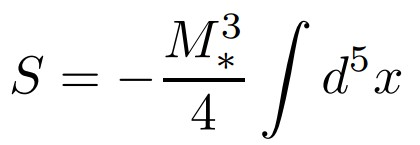 S = -\frac{M_*^3}{4} \int d^5x